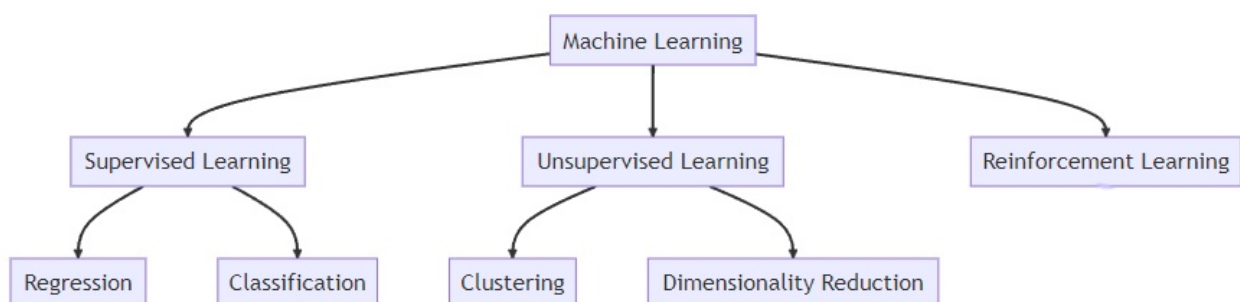 Machine Learning
Supervised Learning
Unsupervised Learning
Reinforcement Learning
Regression
Classification
Clustering
Dimensionality Reduction